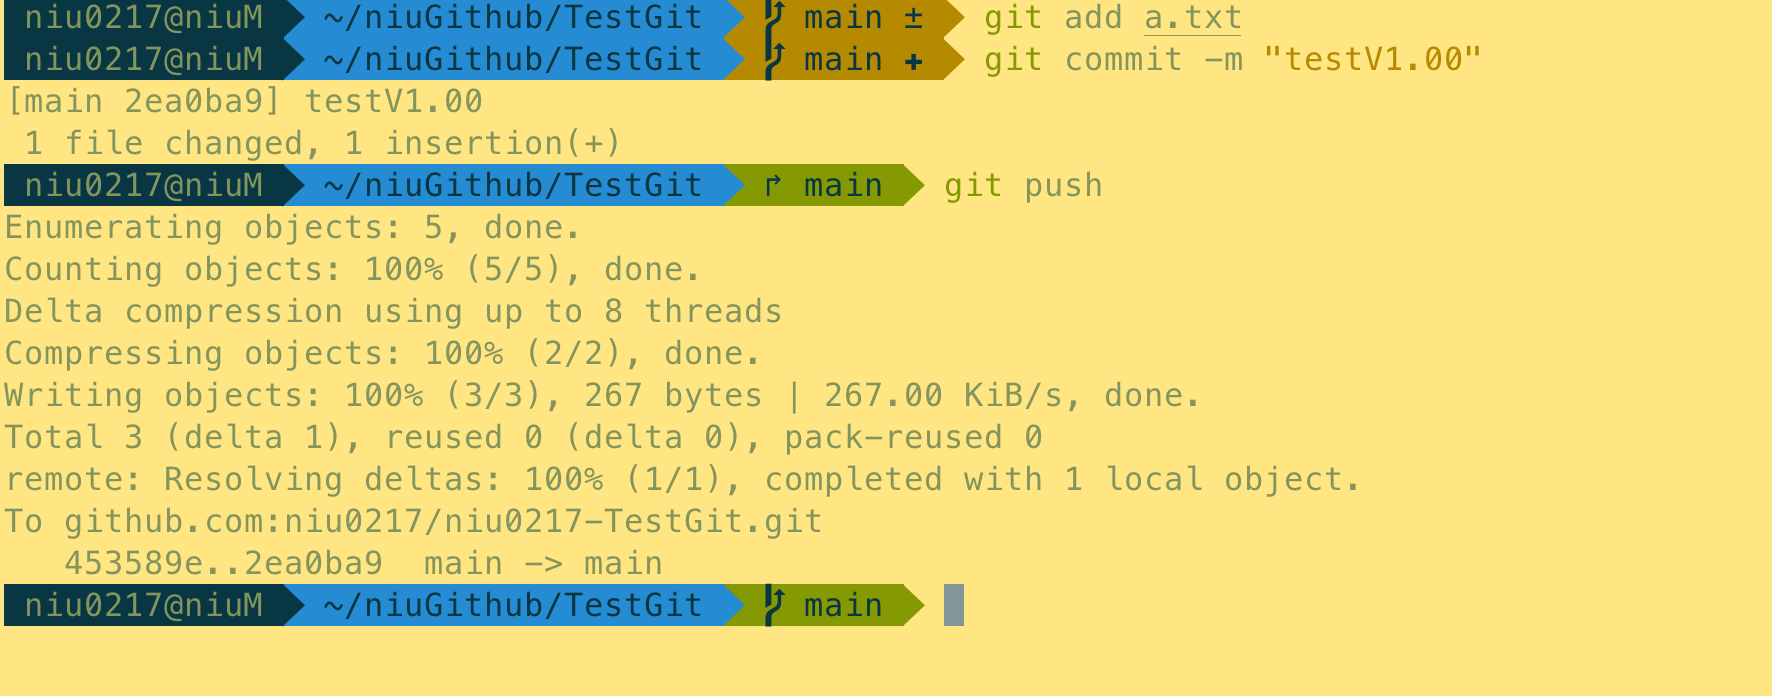 niu0217@niuM ~/niuGithub/TestGit main ± git add a.txt
niu0217@niuM ~/niuGithub/TestGit main ✚ git commit -m "testV1.00"
[main 2ea0ba9] testV1.00
1 file changed, 1 insertion(+)
niu0217@niuM ~/niuGithub/TestGit ↱ main git push
Enumerating objects: 5, done.
Counting objects: 100% (5/5), done.
Delta compression using up to 8 threads
Compressing objects: 100% (2/2), done.
Writing objects: 100% (3/3), 267 bytes | 267.00 KiB/s, done.
Total 3 (delta 1), reused 0 (delta 0), pack-reused 0
remote: Resolving deltas: 100% (1/1), completed with 1 local object.
To github.com:niu0217/niu0217-TestGit.git
453589e..2ea0ba9 main -> main
niu0217@niuM ~/niuGithub/TestGit main